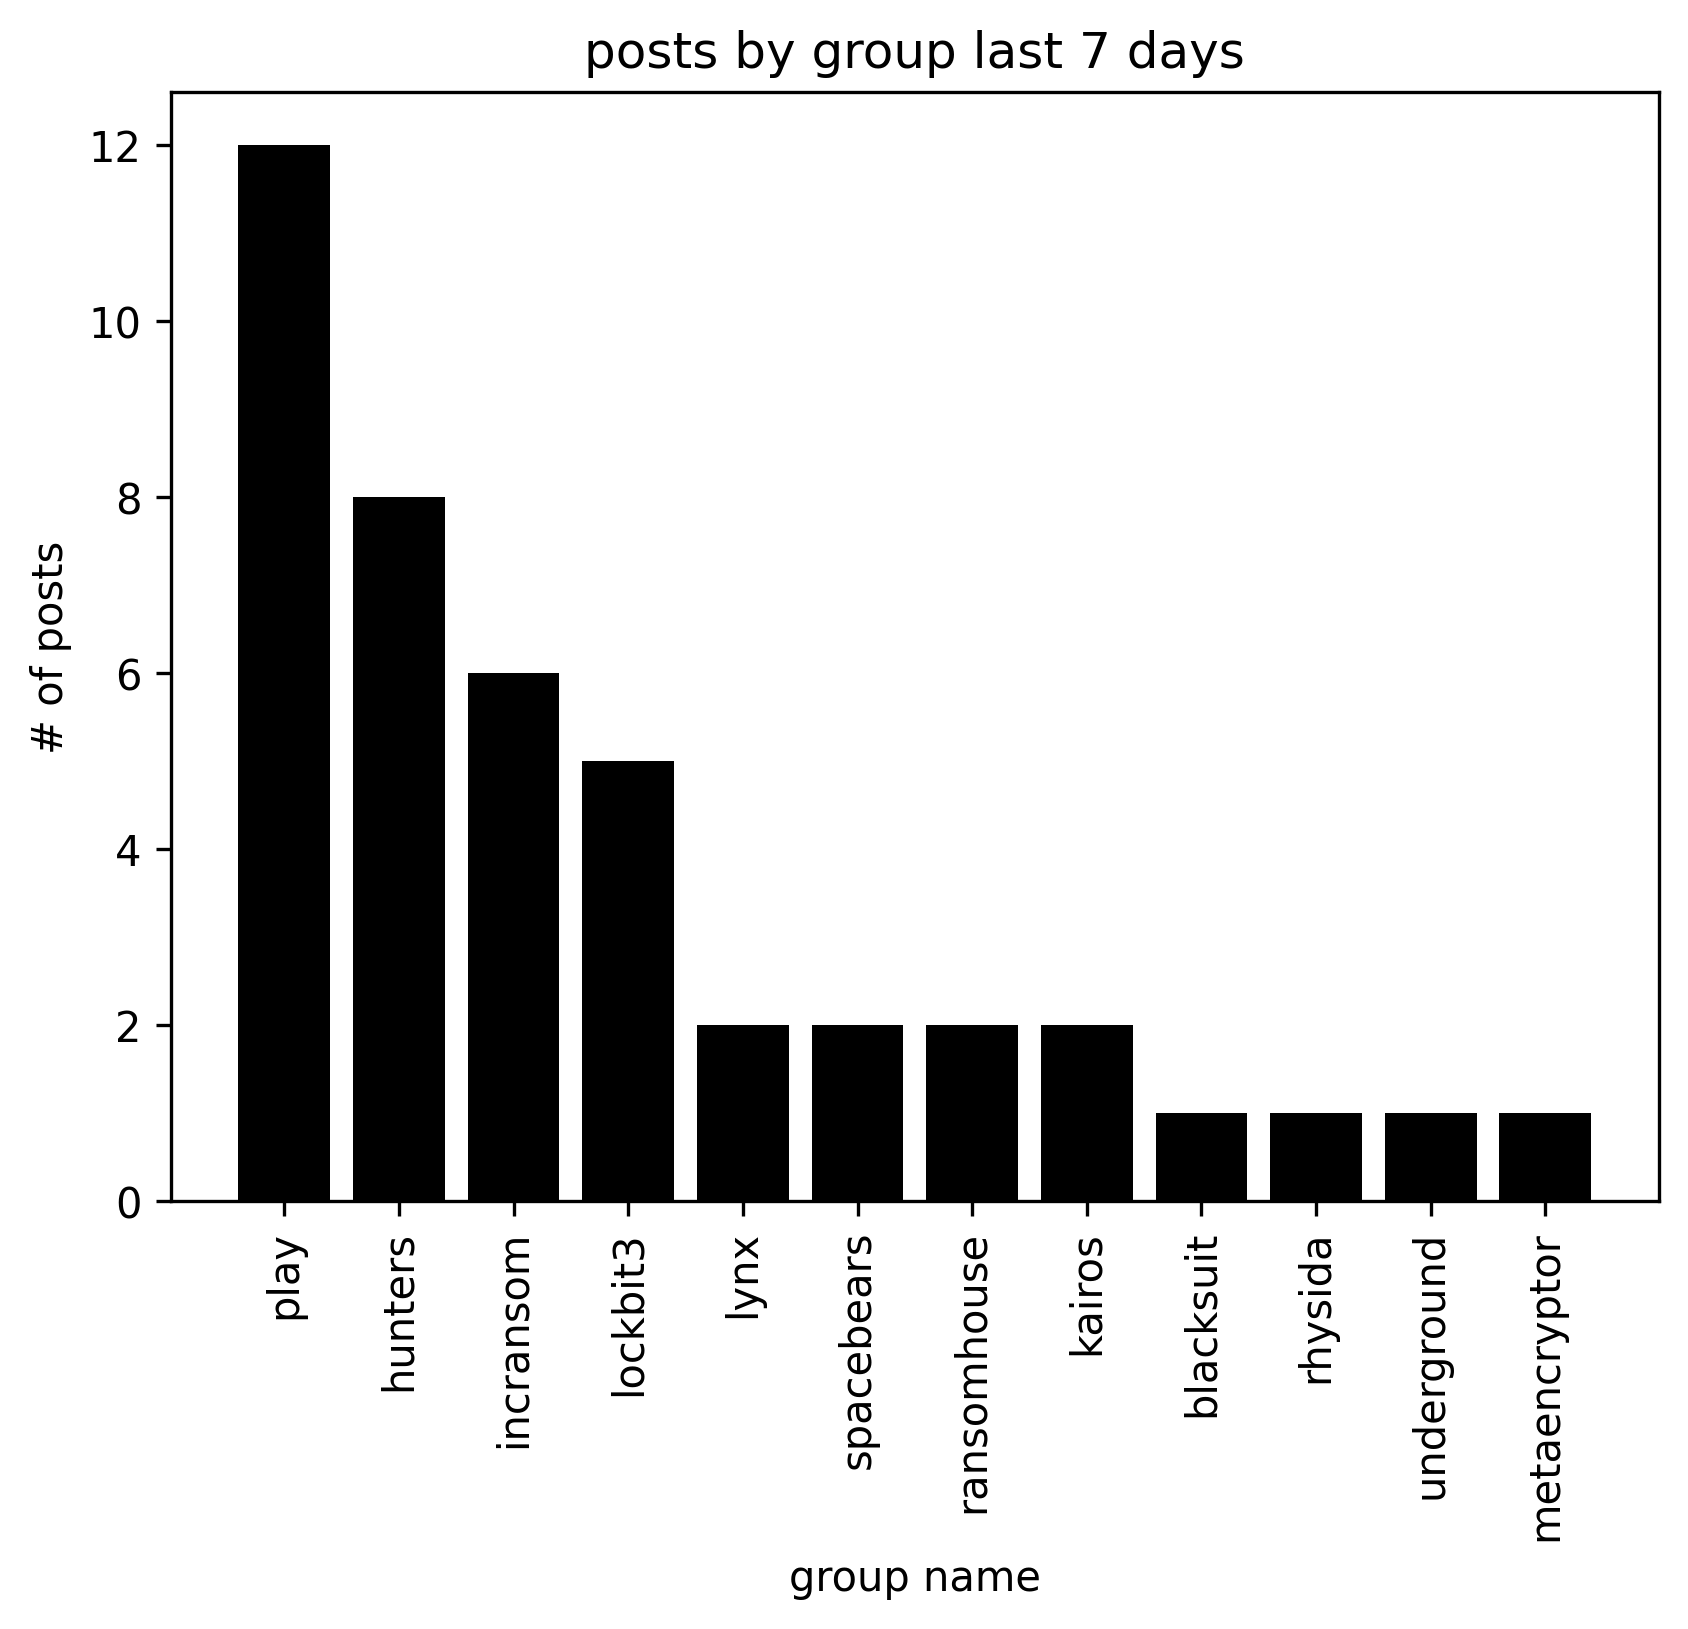 posts by group last 7 days
12
10
8
6
4
2
0
# of posts
play
hunters
incransom
lockbit3
lynx
spacebears
ransomhouse
kairos
blacksuit
rhysida
underground
metaencryptor
group name